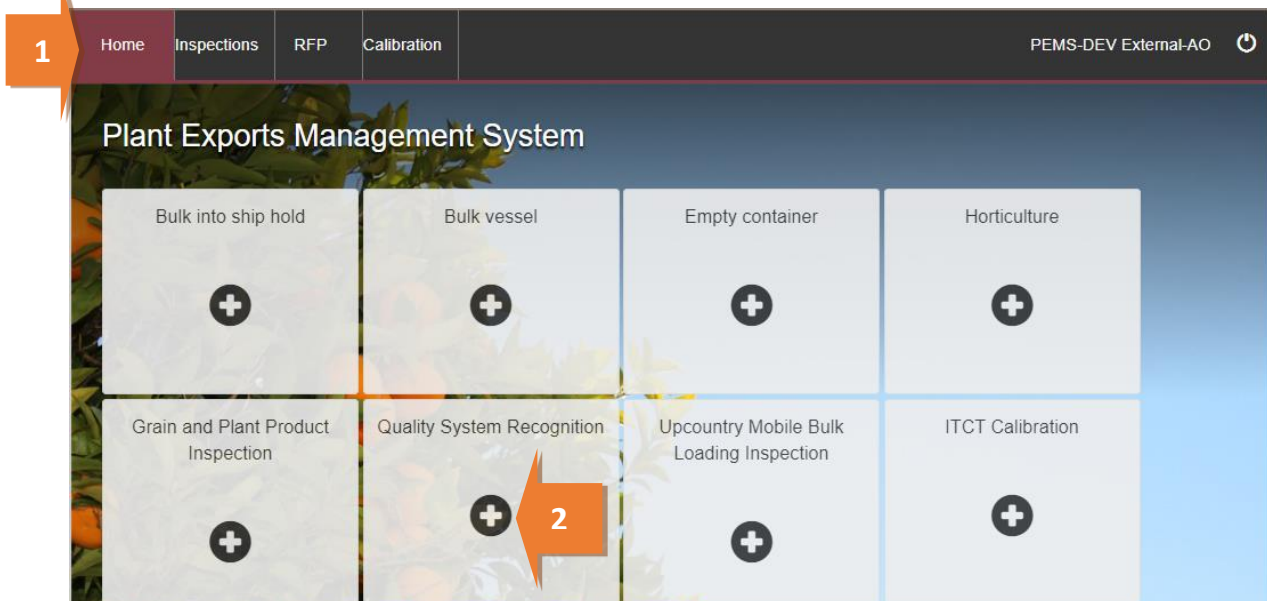 1
Home Inspections RFP Calibration PEMS-DEV External-AO
Plant Exports Management System
Bulk into ship hold Bulk vessel Empty container Horticulture
Grain and Plant Product Quality System Recognition Upcountry Mobile Bulk ITCT Calibration
Inspection Loading Inspection
2